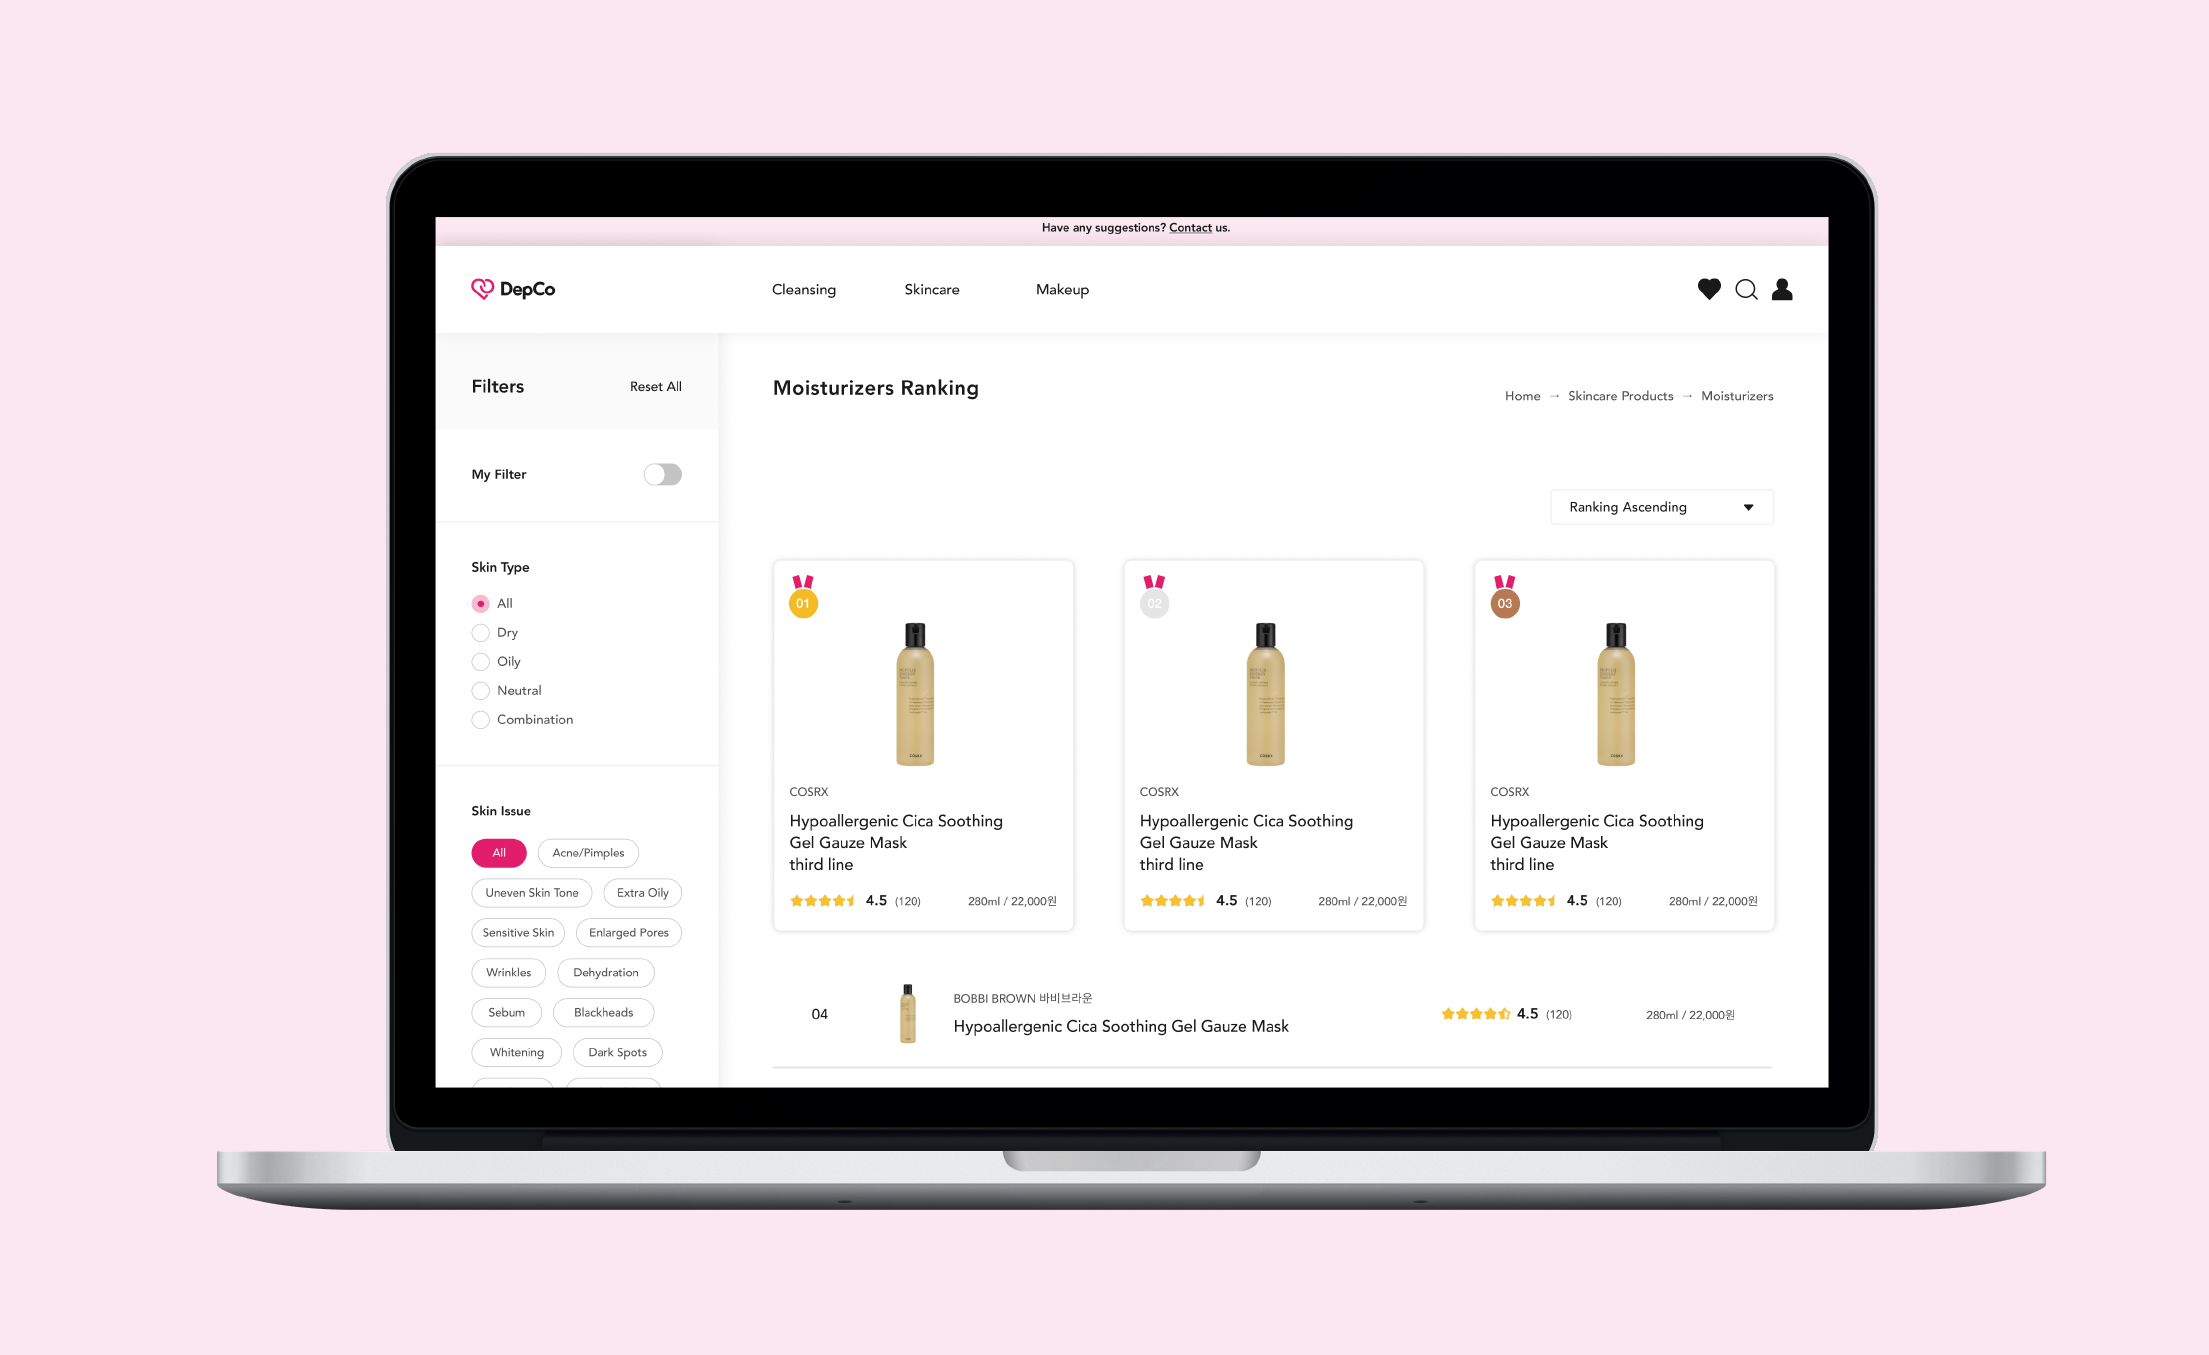 Have any suggestions? Contact us.
DepCo
Cleansing
Skincare
Makeup
Filters
Reset All
My Filter
Skin Type
All
Dry
Oily
Neutral
Combination
Skin Issue
All
Acne/Pimples
Uneven Skin Tone
Extra Oily
Sensitive Skin
Enlarged Pores
Wrinkles
Dehydration
Sebum
Blackheads
Whitening
Dark Spots
Moisturizers Ranking
Home → Skincare Products → Moisturizers
Ranking Ascending
01
COSRX
COSRX
Hypoallergenic Cica Soothing
Gel Gauze Mask
third line
4.5 (120)
280ml / 22,000원
02
COSRX
COSRX
Hypoallergenic Cica Soothing
Gel Gauze Mask
third line
4.5 (120)
280ml / 22,000원
03
COSRX
COSRX
Hypoallergenic Cica Soothing
Gel Gauze Mask
third line
4.5 (120)
280ml / 22,000원
04
BOBBI BROWN 바비브라운
Hypoallergenic Cica Soothing Gel Gauze Mask
4.5 (120)
280ml / 22,000원